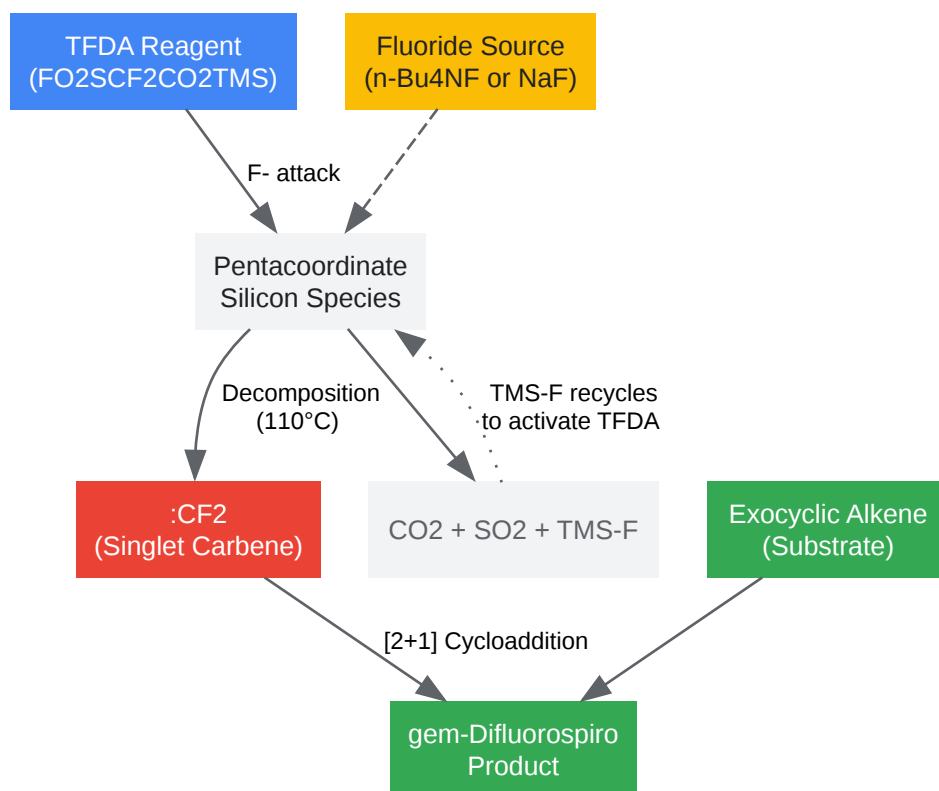 TFDA Reagent
(FO2SCF2CO2TMS)
Fluoride Source
(n-Bu4NF or NaF)
F- attack
Pentacoordinate
Silicon Species
Decomposition
(110°C)
TMS-F recycles
to activate TFDA
:CF2
(Singlet Carbene)
CO2 + SO2 + TMS-F
Exocyclic Alkene
(Substrate)
[2+1] Cycloaddition
gem-Difluorospiro
Product